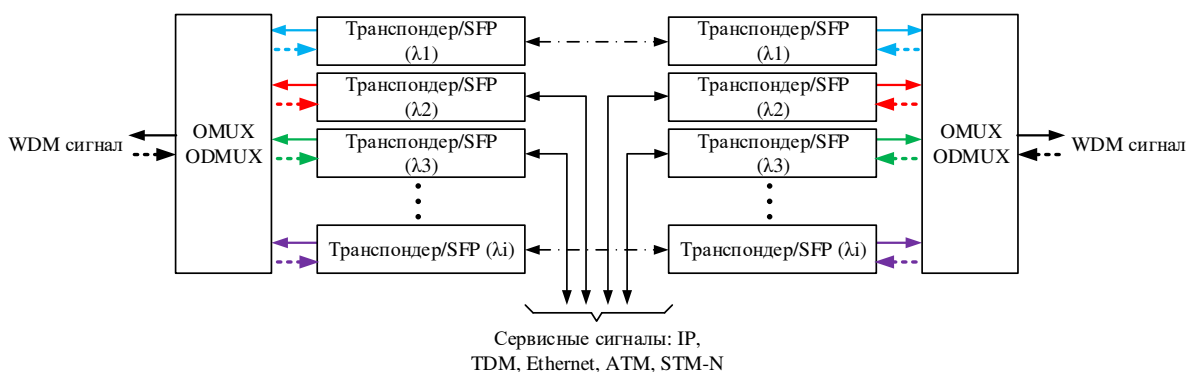 Транспондер/SFP
(λ1)
Транспондер/SFP
(λ1)
Транспондер/SFP
(λ2)
Транспондер/SFP
(λ2)
WDM сигнал
OMUX
ODMUX
Транспондер/SFP
(λ3)
Транспондер/SFP
(λ3)
OMUX
ODMUX
WDM сигнал
Транспондер/SFP (λi)
Транспондер/SFP (λi)
Сервисные сигналы: IP,
TDM, Ethernet, ATM, STM-N